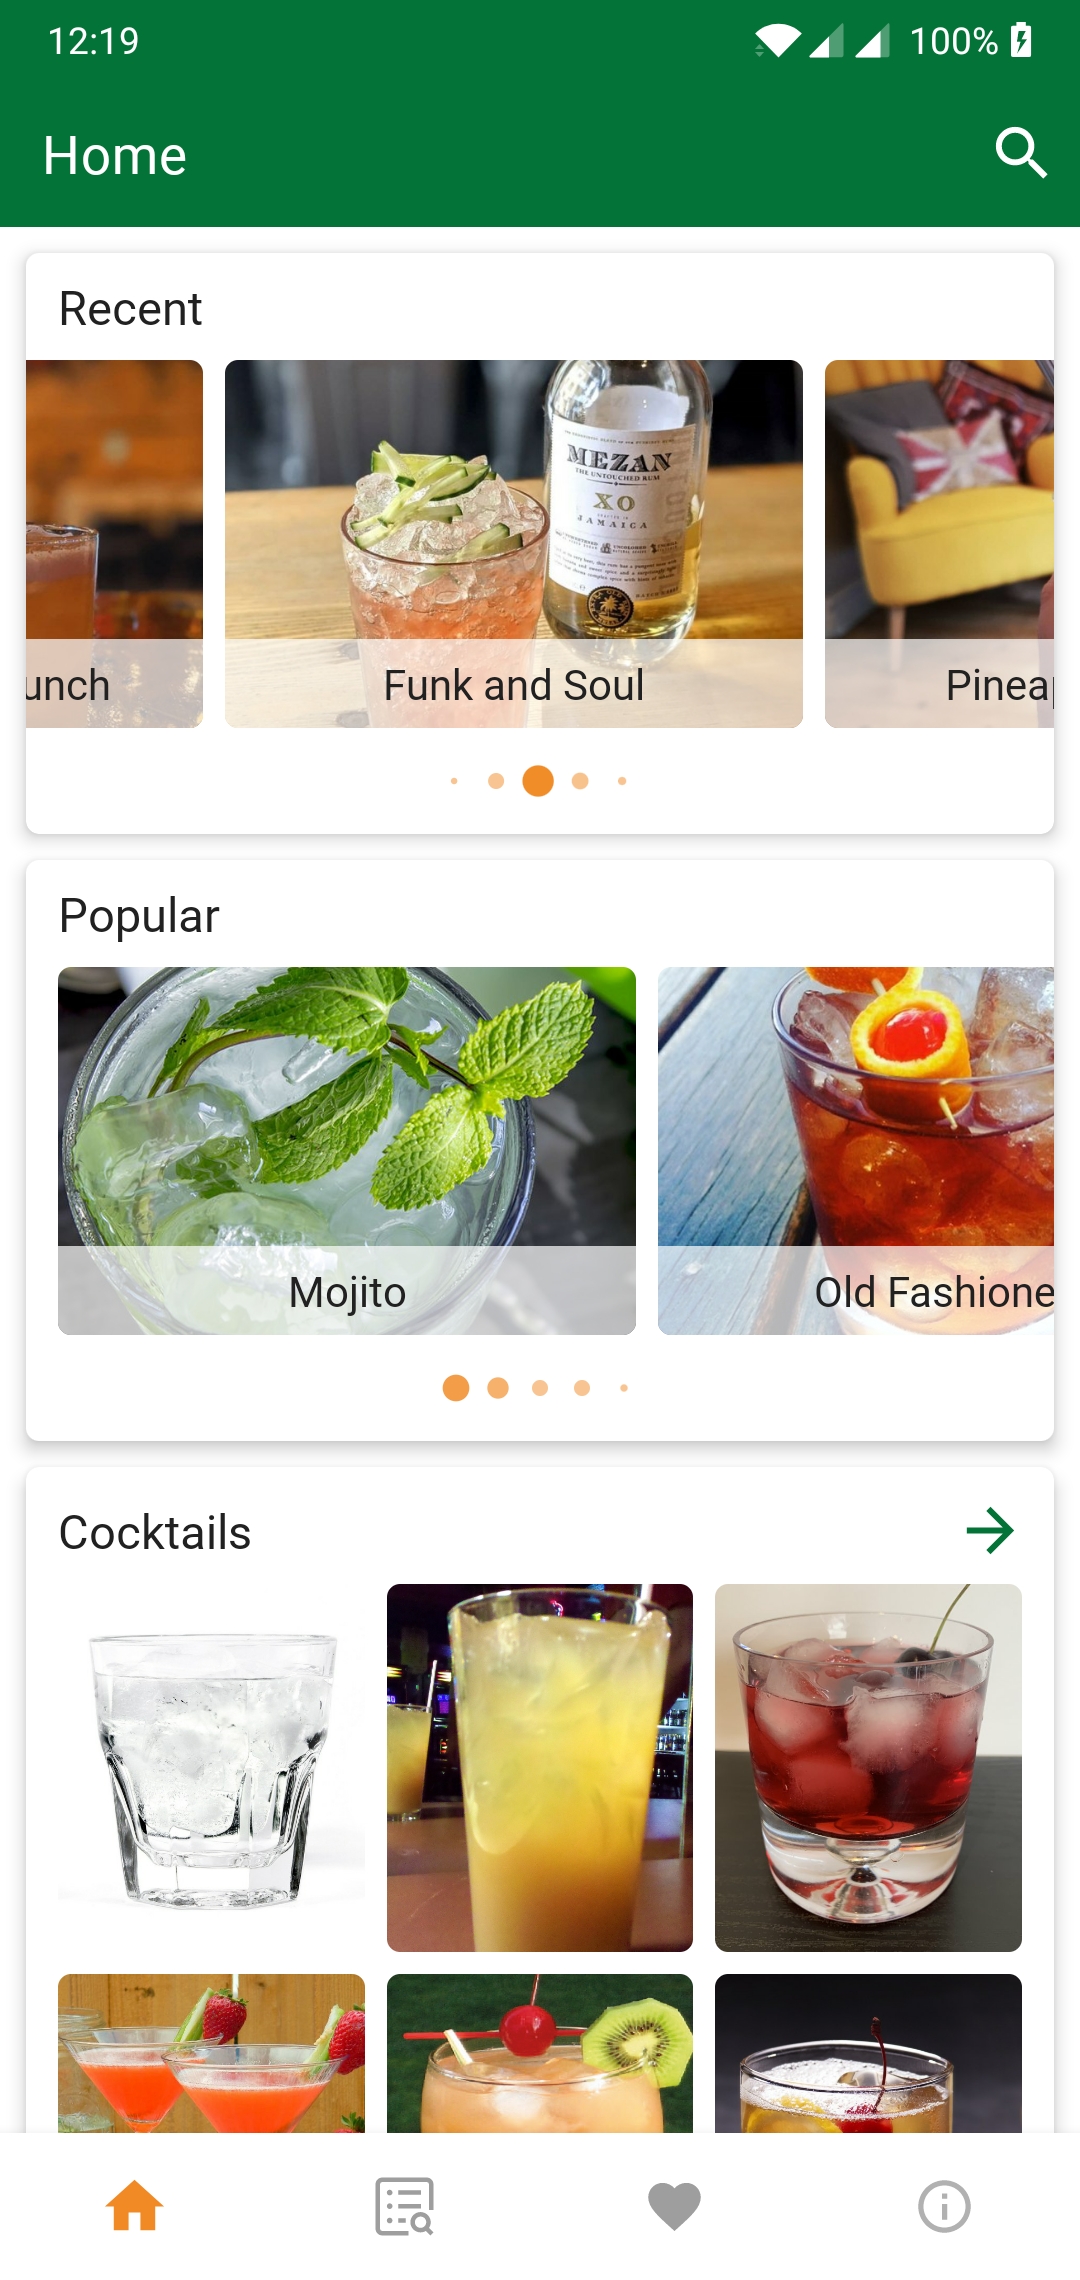 12:19
100%
Home
Recent
MEZAN
THE UNTOUCHED RUM
XO
JAMAICA
unch
Funk and Soul
Pineap
Popular
Mojito
Old Fashione
Cocktails